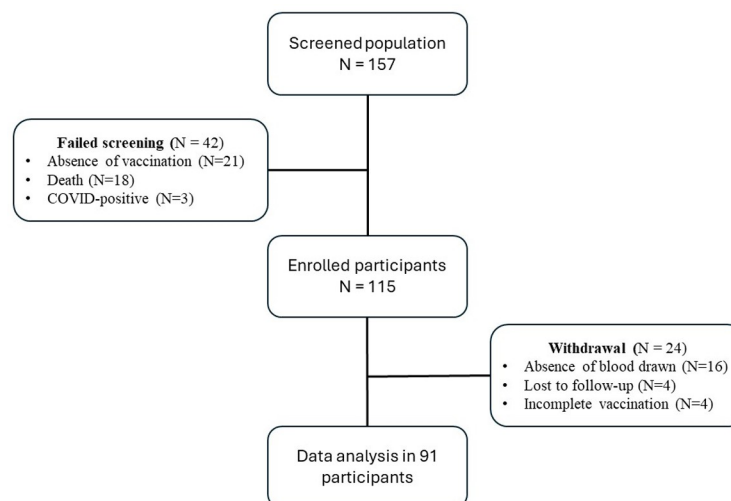 Screened population
N = 157
Failed screening (N = 42)
• Absence of vaccination (N=21)
• Death (N=18)
• COVID-positive (N=3)
Enrolled participants
N = 115
Withdrawal (N = 24)
• Absence of blood drawn (N=16)
• Lost to follow-up (N=4)
• Incomplete vaccination (N=4)
Data analysis in 91
participants